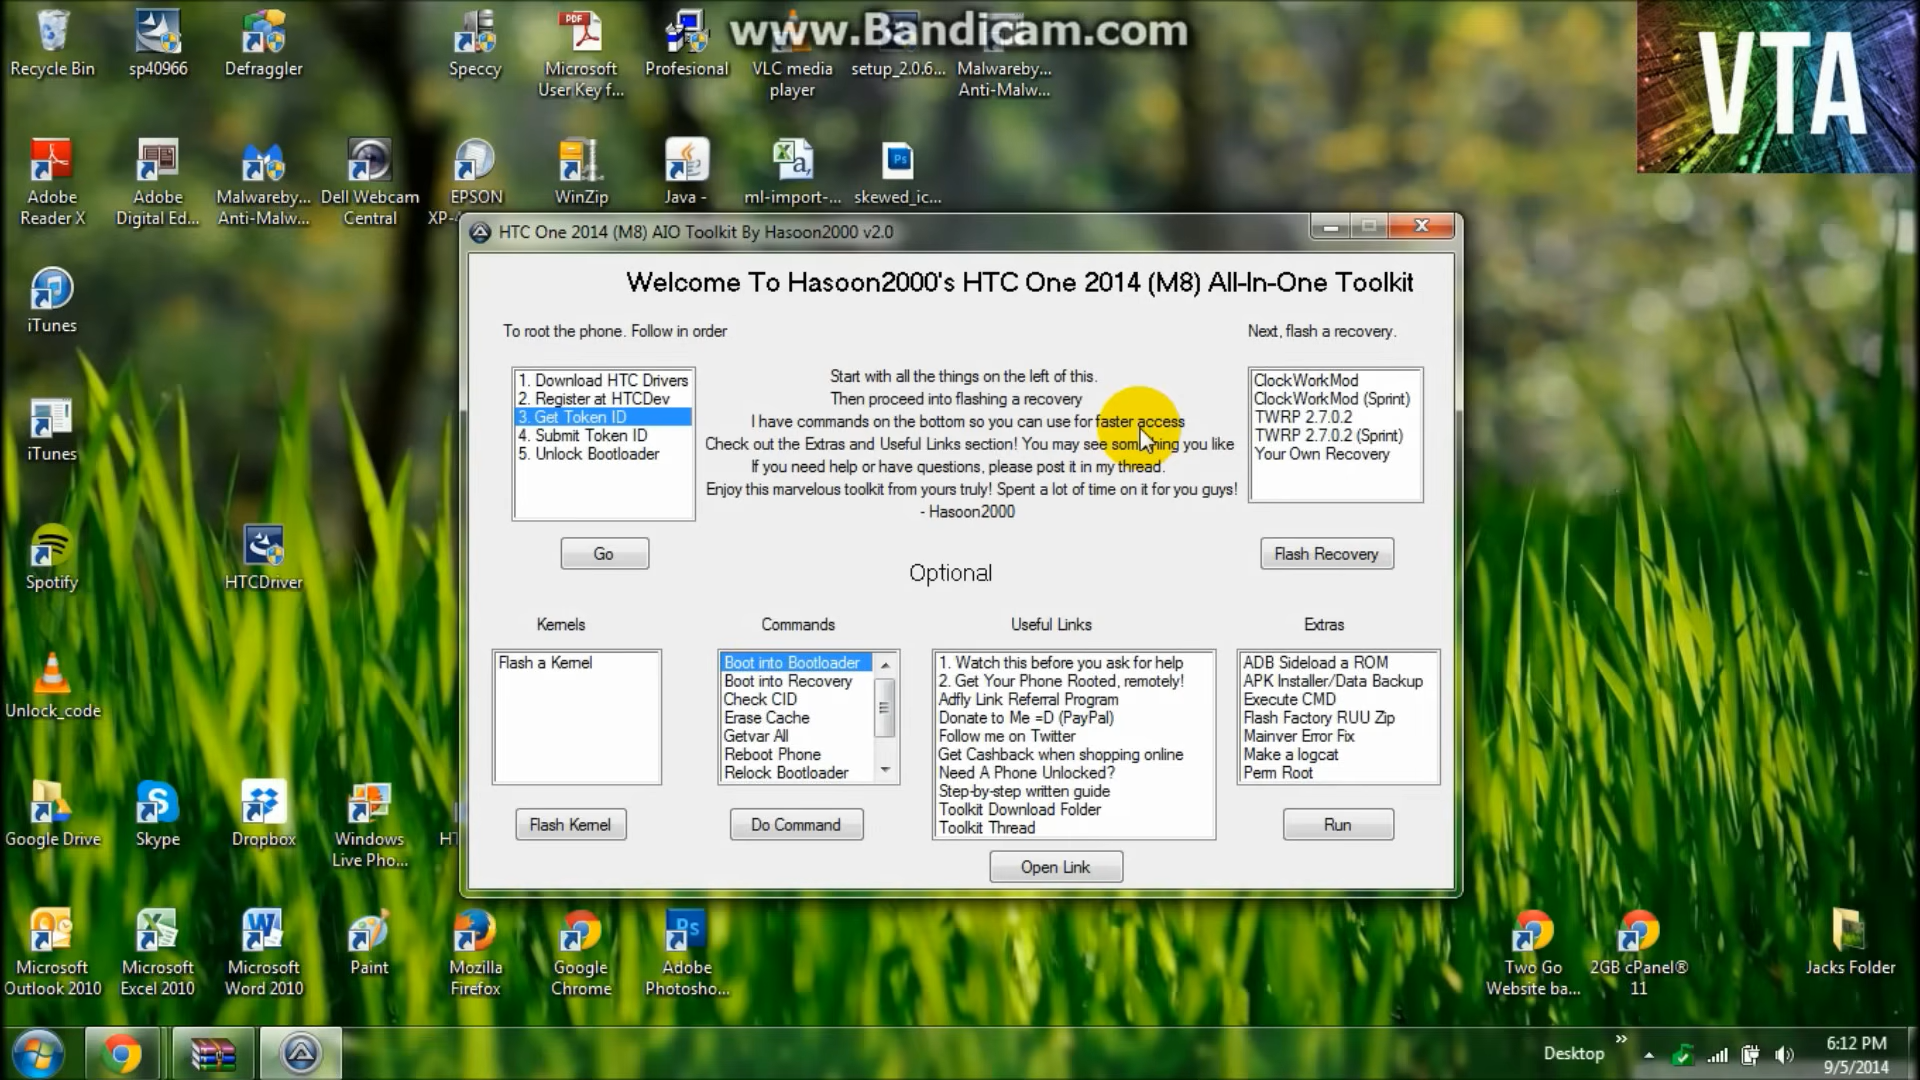 www.Bandicam.com
VTA
Recycle Bin
sp40966
Defraggler
Speccy
Microsoft
User Key f...
Profesional
VLC media
player
setup_2.0.6...
Malwareby...
Anti-Malw...
Adobe
Reader X
Adobe
Digital Ed...
Malwareby...
Anti-Malw...
Dell Webcam
Central
EPSON
WinZip
Java -
ml-import-...
skewed_ic...
iTunes
iTunes
Spotify
HTCDriver
Unlock_code
Google Drive
Skype
Dropbox
Windows
Live Pho...
HTC One 2014 (M8) AIO Toolkit By Hasoon2000 v2.0
Welcome To Hasoon2000's HTC One 2014 (M8) All-In-One Toolkit
To root the phone. Follow in order
1. Download HTC Drivers
2. Register at HTCDev
3. Get Token ID
4. Submit Token ID
5. Unlock Bootloader
Go
Start with all the things on the left of this.
Then proceed into flashing a recovery
I have commands on the bottom so you can use for faster access
Check out the Extras and Useful Links section! You may see something you like
If you need help or have questions, please post it in my thread.
Enjoy this marvelous toolkit from yours truly! Spent a lot of time on it for you guys!
- Hasoon2000
Next, flash a recovery.
ClockWorkMod
ClockWorkMod (Sprint)
TWRP 2.7.0.2
TWRP 2.7.0.2 (Sprint)
Your Own Recovery
Flash Recovery
Optional
Kernels
Flash a Kernel
Flash Kernel
Commands
Boot into Bootloader
Boot into Recovery
Check CID
Erase Cache
Getvar All
Reboot Phone
Relock Bootloader
Do Command
Useful Links
1. Watch this before you ask for help
2. Get Your Phone Rooted, remotely!
Adfly Link Referral Program
Donate to Me =D (PayPal)
Follow me on Twitter
Get Cashback when shopping online
Need A Phone Unlocked?
Step-by-step written guide
Toolkit Download Folder
Toolkit Thread
Open Link
Extras
ADB Sideload a ROM
APK Installer/Data Backup
Execute CMD
Flash Factory RUU Zip
Mainver Error Fix
Make a logcat
Perm Root
Run
Microsoft
Outlook 2010
Microsoft
Excel 2010
Microsoft
Word 2010
Paint
Mozilla
Firefox
Google
Chrome
Adobe
Photosho...
Two Go
Website ba...
2GB cPanel®
11
Jacks Folder
Desktop
6:12 PM
9/5/2014